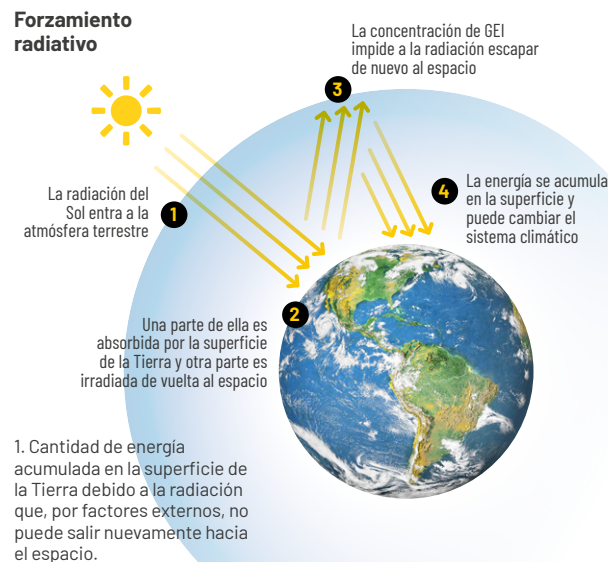 Forzamiento
radiativo
La concentración de GEI
impide a la radiación escapar
de nuevo al espacio
3
La radiación del
Sol entra a la
atmósfera terrestre
1
4
La energía se acumula
en la superficie y
puede cambiar el
sistema climático
2
Una parte de ella es
absorbida por la superficie
de la Tierra y otra parte es
irradiada de vuelta al espacio
1. Cantidad de energía
acumulada en la superficie de
la Tierra debido a la radiación
que, por factores externos, no
puede salir nuevamente hacia
el espacio.